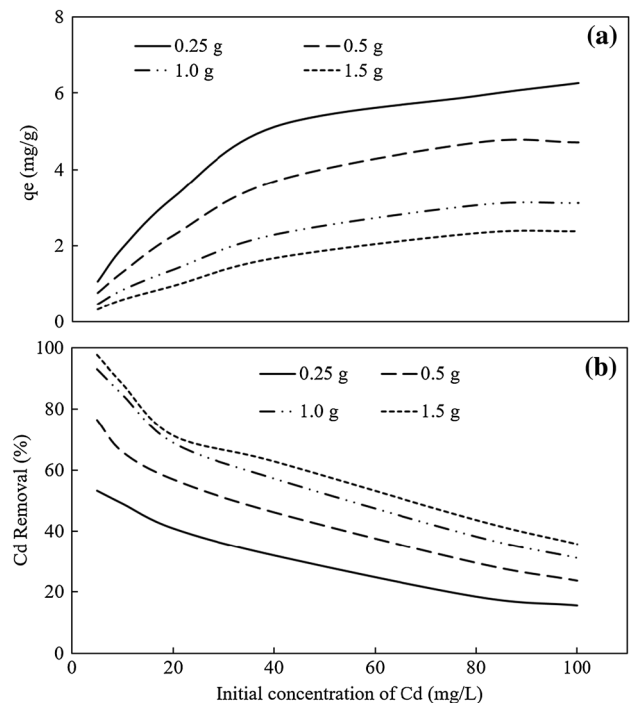 8
(a)
0.25 g
0.5 g
1.0 g
1.5 g
6
4
2
0
qe (mg/g)
100
(b)
0.25 g
0.5 g
1.0 g
1.5 g
80
60
40
20
0
Cd Removal (%)
0 20 40 60 80 100
Initial concentration of Cd (mg/L)